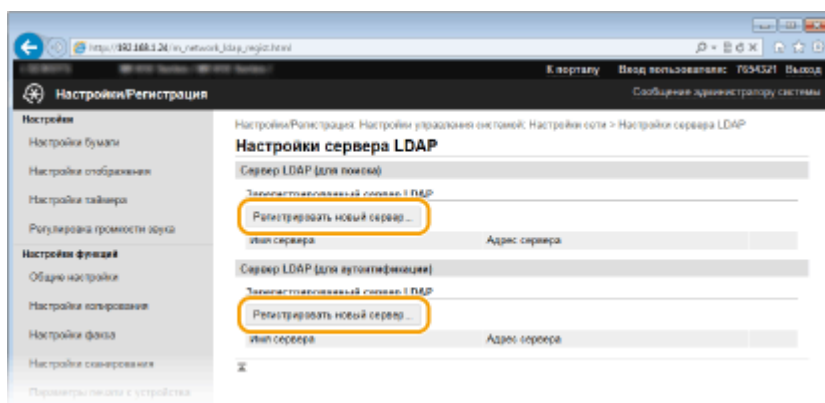 http://192.168.1.24/m_network_ldap_regist.html
К порталу Вход пользователя: 7654321 Выход
Настройки/Регистрация
Сообщение администратору системы
Настройки
Настройки бумаги
Настройки отображения
Настройки таймера
Регулировка громкости звука
Настройки функций
Общие настройки
Настройки копирования
Настройки факса
Настройки сканирования
Параметры печати с устройства
Настройки/Регистрация: Настройки управления системой: Настройки сети > Настройки сервера LDAP
Настройки сервера LDAP
Сервер LDAP (для поиска)
Зарегистрированный сервер LDAP
Регистрировать новый сервер...
Имя сервера Адрес сервера
Сервер LDAP (для аутентификации)
Зарегистрированный сервер LDAP
Регистрировать новый сервер...
Имя сервера Адрес сервера